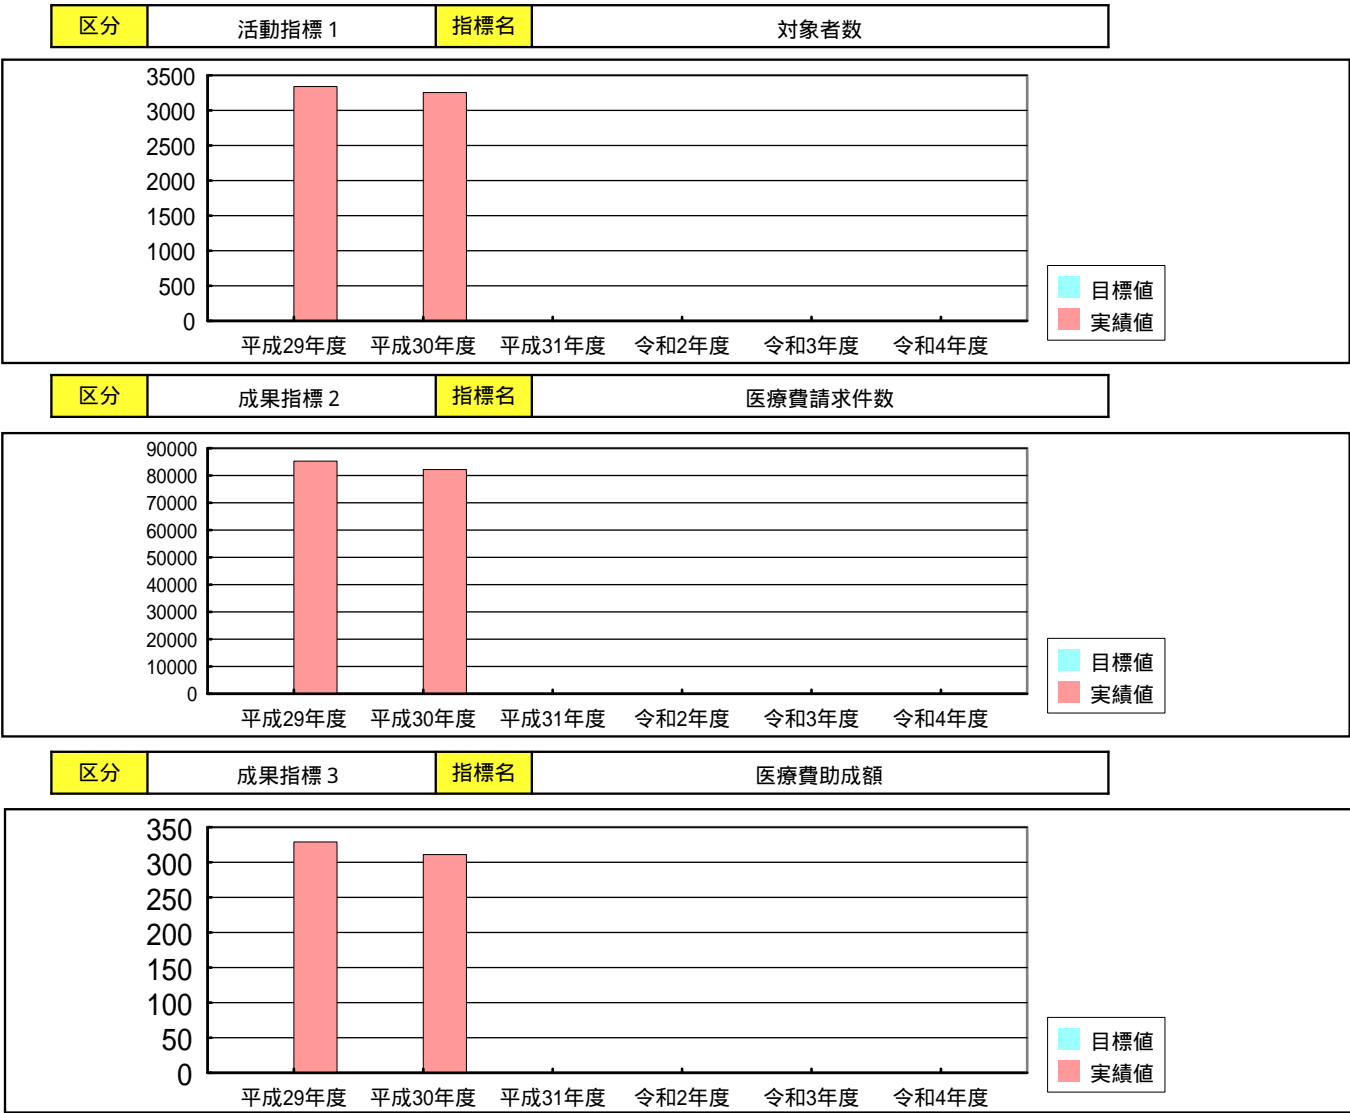 区分 活動指標1 指標名 対象者数
3500
3000
2500
2000
1500
1000
500
0
平成29年度 平成30年度 平成31年度 令和2年度 令和3年度 令和4年度
目標値
実績値
区分 成果指標2 指標名 医療費請求件数
90000
80000
70000
60000
50000
40000
30000
20000
10000
0
平成29年度 平成30年度 平成31年度 令和2年度 令和3年度 令和4年度
目標値
実績値
区分 成果指標3 指標名 医療費助成額
350
300
250
200
150
100
50
0
平成29年度 平成30年度 平成31年度 令和2年度 令和3年度 令和4年度
目標値
実績値